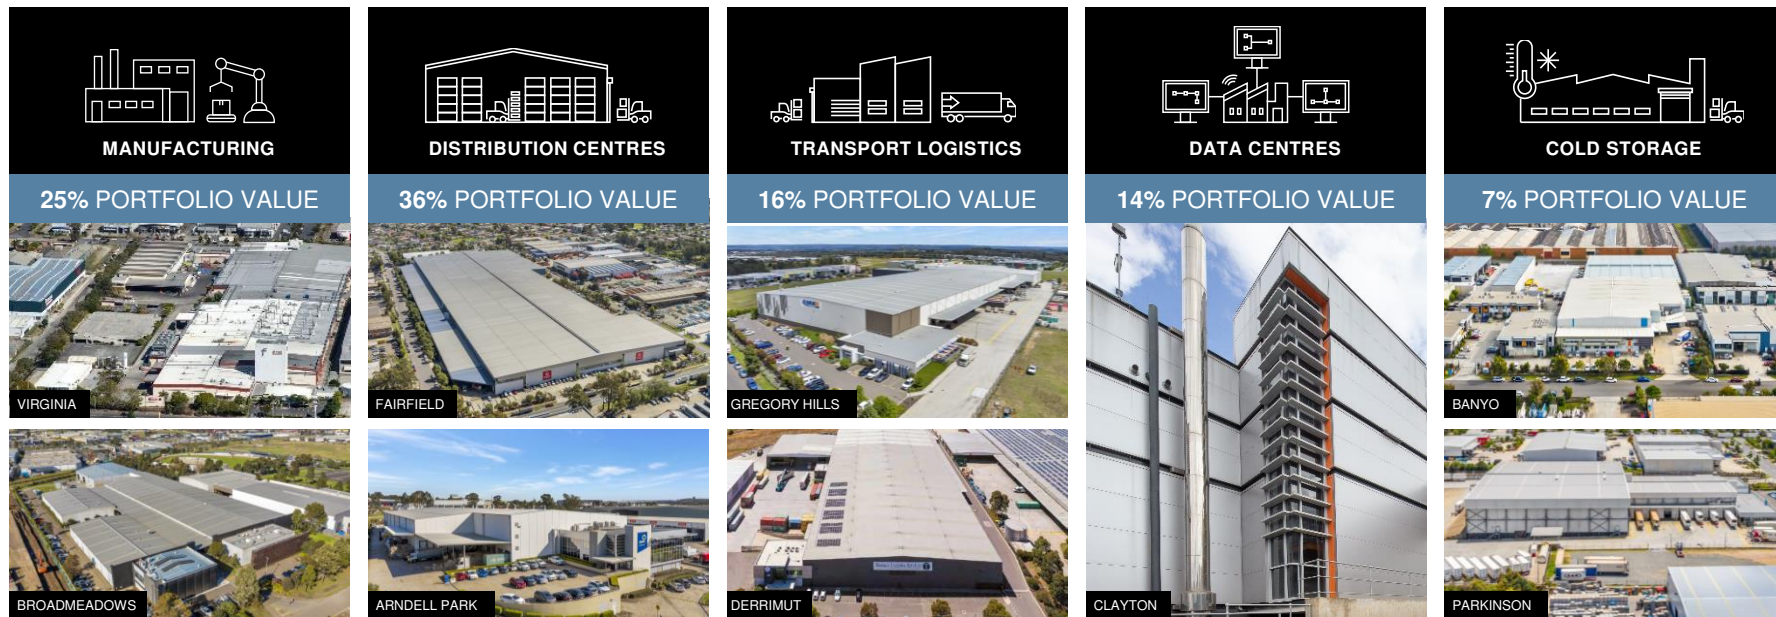 MANUFACTURING
25% PORTFOLIO VALUE
VIRGINIA
BROADMEADOWS
DISTRIBUTION CENTRES
36% PORTFOLIO VALUE
FAIRFIELD
ARNDELL PARK
TRANSPORT LOGISTICS
16% PORTFOLIO VALUE
GREGORY HILLS
DERRIMUT
DATA CENTRES
14% PORTFOLIO VALUE
CLAYTON
COLD STORAGE
7% PORTFOLIO VALUE
BANYO
PARKINSON